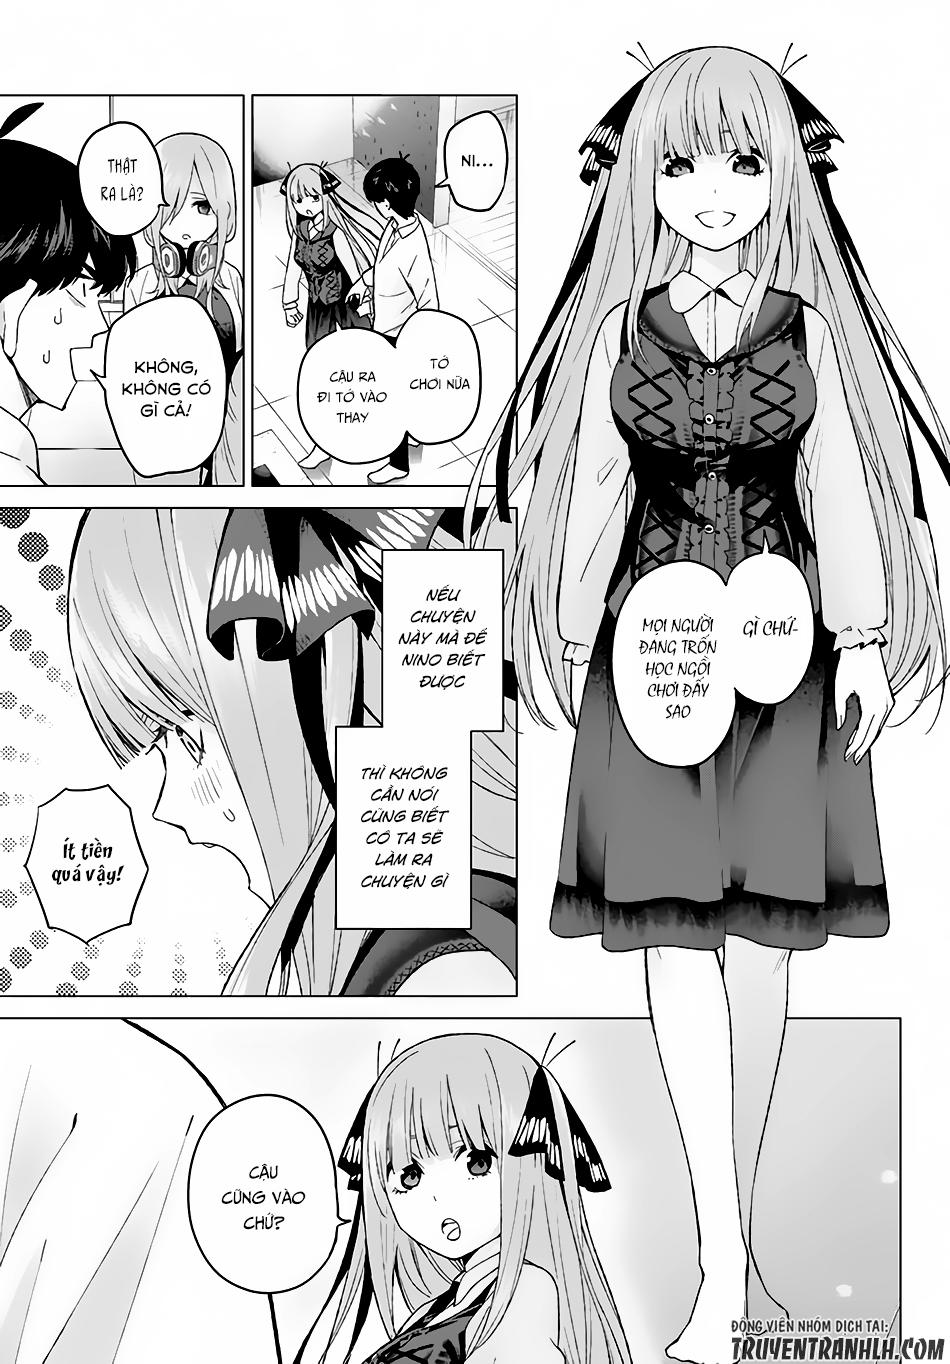 GÌ CHỨ-
MỌI NGƯỜI
ĐANG TRỐN
HỌC NGỒI
CHƠI ĐẤY
SAO
NI...
TỚ
CHƠI NỮA
CẬU RA
ĐI TỚ VÀO
THAY
THẬT
RA LÀ?
KHÔNG,
KHÔNG CÓ
GÌ CẢ!
NẾU
CHUYỆN
NÀY MÀ ĐỂ
NINO BIẾT
ĐƯỢC
THÌ KHÔNG
CẦN NÓI
CŨNG BIẾT
CÔ TA SẼ
LÀM RA
CHUYỆN GÌ
Ít tiền
quá vậy!
CẬU
CŨNG VÀO
CHỨ?
ĐỘNG VIÊN NHÓM DỊCH TẠI:
TRUYENTRANHLH.COM